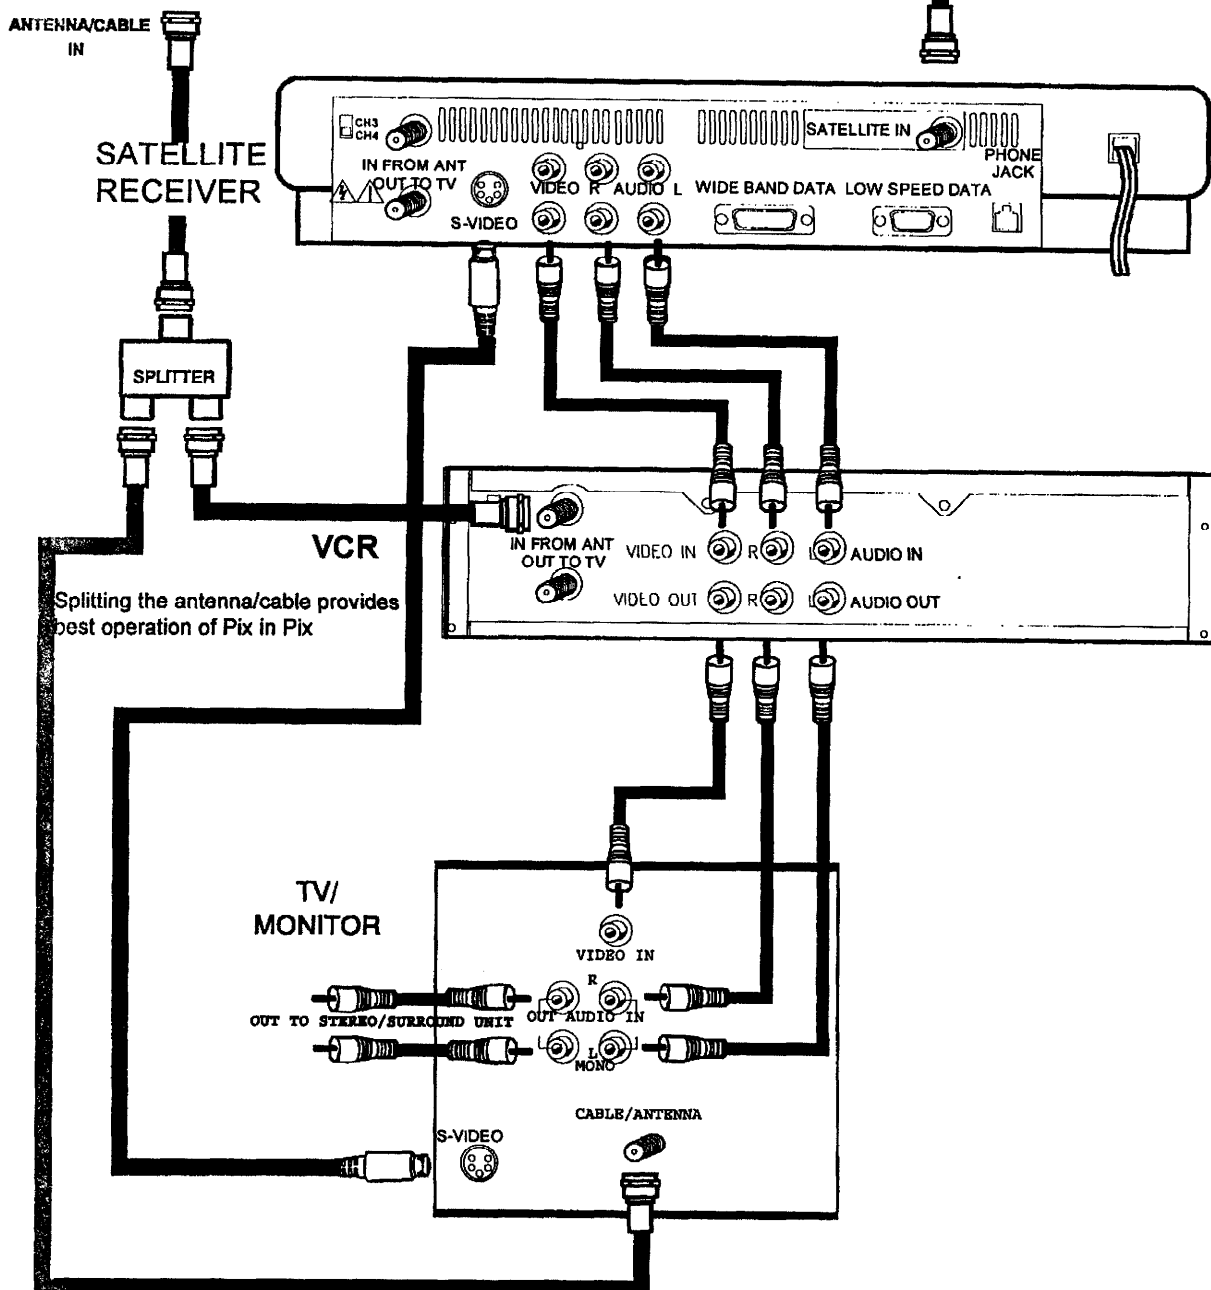 ANTENNA/CABLE
IN
SATELLITE
RECEIVER
CH3
CH4
IN FROM ANT
OUT TO TV
S-VIDEO
VIDEO R AUDIO L
WIDE BAND DATA
LOW SPEED DATA
SATELLITE IN
PHONE
JACK
SPLITTER
VCR
IN FROM ANT
OUT TO TV
VIDEO IN R L AUDIO IN
VIDEO OUT R L AUDIO OUT
Splitting the antenna/cable provides
best operation of Pix in Pix
TV/
MONITOR
VIDEO IN
R
OUT AUDIO IN
L
MONO
OUT TO STEREO/SURROUND UNIT
CABLE/ANTENNA
S-VIDEO